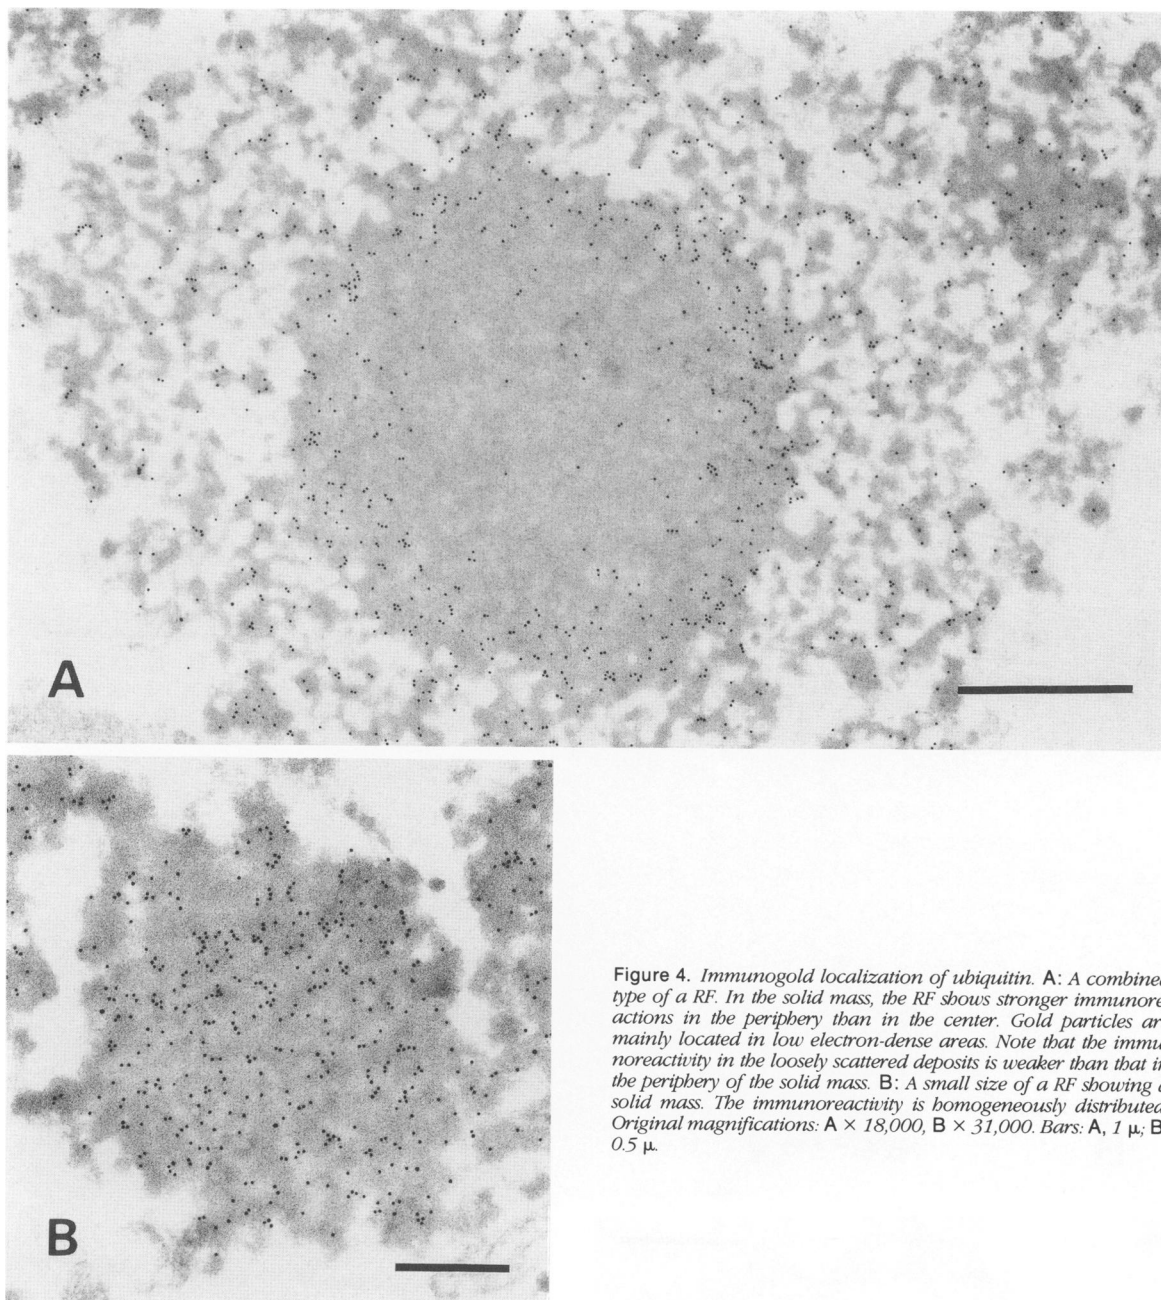 A
B
Figure 4. Immunogold localization of ubiquitin. A: A combined
type of a RF. In the solid mass, the RF shows stronger immunore
actions in the periphery than in the center. Gold particles ar
mainly located in low electron-dense areas. Note that the immu
noreactivity in the loosely scattered deposits is weaker than that i
the periphery of the solid mass. B: A small size of a RF showing a
solid mass. The immunoreactivity is homogeneously distributed
Original magnifications: A × 18,000, B × 31,000. Bars: A, 1 μ; B
0.5 μ.